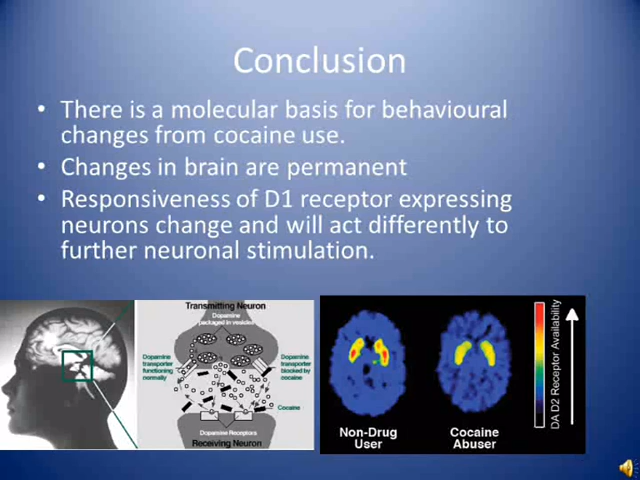 Conclusion
• There is a molecular basis for behavioural
changes from cocaine use.
• Changes in brain are permanent
• Responsiveness of D1 receptor expressing
neurons change and will act differently to
further neuronal stimulation.
Transmitting Neuron
Dopamine
packaged in vesicles
Dopamine
transporter
functioning
normally
Dopamine
transporter
blocked by
cocaine
Cocaine
Dopamine Receptors
Receiving Neuron
Non-Drug
User
Cocaine
Abuser
DA D2 Receptor Availability